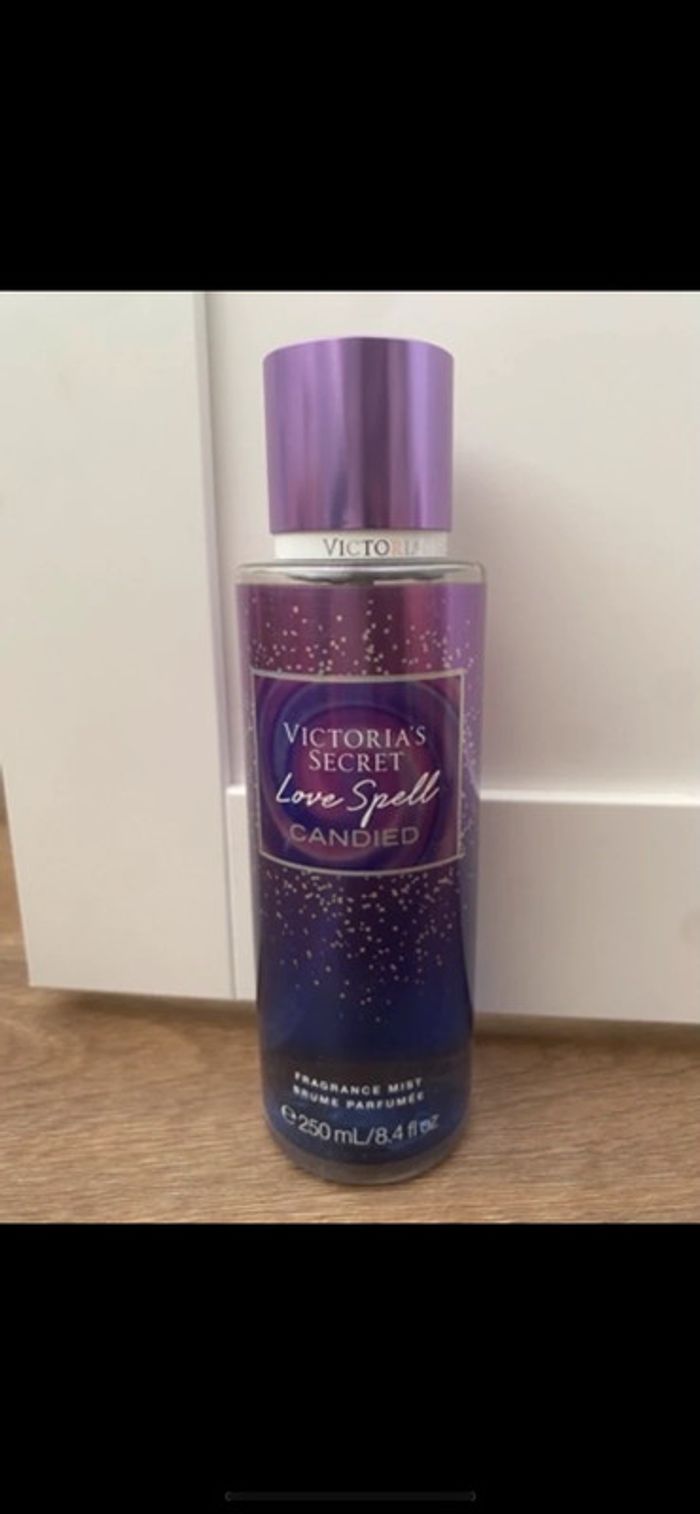 VICTORIA
VICTORIA'S
SECRET
Love Spell
CANDIED
FRAGRANCE MIST
BRUME PARFUMÉE
℮ 250 mL/8.4 fl oz